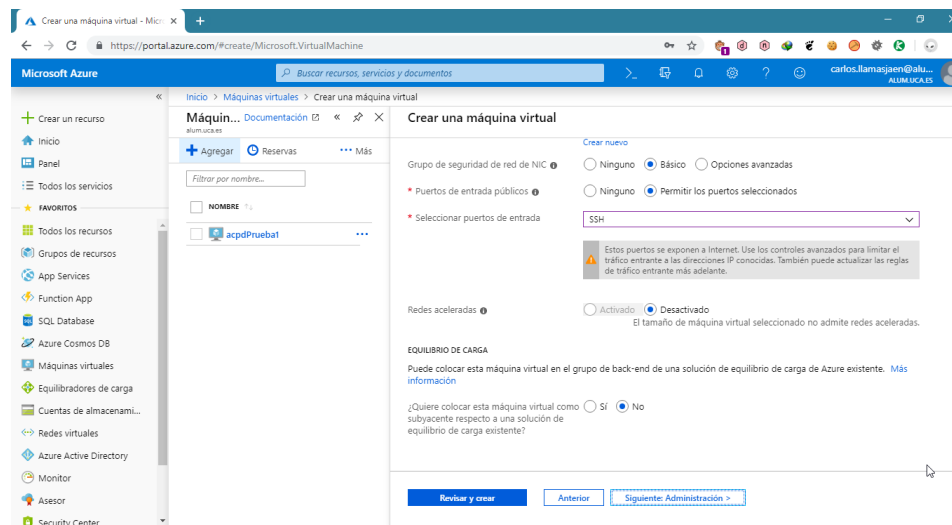 Crear una máquina virtual - Micr
https://portal.azure.com/#create/Microsoft.VirtualMachine
Microsoft Azure
Buscar recursos, servicios y documentos
carlos.llamasjaen@alu...
ALUM.UCA.ES
Inicio > Máquinas virtuales > Crear una máquina virtual
Crear un recurso
Inicio
Panel
Todos los servicios
FAVORITOS
Todos los recursos
Grupos de recursos
App Services
Function App
SQL Database
Azure Cosmos DB
Máquinas virtuales
Equilibradores de carga
Cuentas de almacenami...
Redes virtuales
Azure Active Directory
Monitor
Asesor
Security Center
Máquin... Documentación
alum.uca.es
Agregar Reservas ••• Más
Filtrar por nombre...
NOMBRE
acpdPrueba1 •••
Crear una máquina virtual
Crear nuevo
Grupo de seguridad de red de NIC Ninguno Básico Opciones avanzadas
* Puertos de entrada públicos Ninguno Permitir los puertos seleccionados
* Seleccionar puertos de entrada SSH
Estos puertos se exponen a Internet. Use los controles avanzados para limitar el
tráfico entrante a las direcciones IP conocidas. También puede actualizar las reglas
de tráfico entrante más adelante.
Redes aceleradas Activado Desactivado
El tamaño de máquina virtual seleccionado no admite redes aceleradas.
EQUILIBRIO DE CARGA
Puede colocar esta máquina virtual en el grupo de back-end de una solución de equilibrio de carga de Azure existente. Más
información
¿Quiere colocar esta máquina virtual como Sí No
subyacente respecto a una solución de
equilibrio de carga existente?
Revisar y crear Anterior Siguiente: Administración >